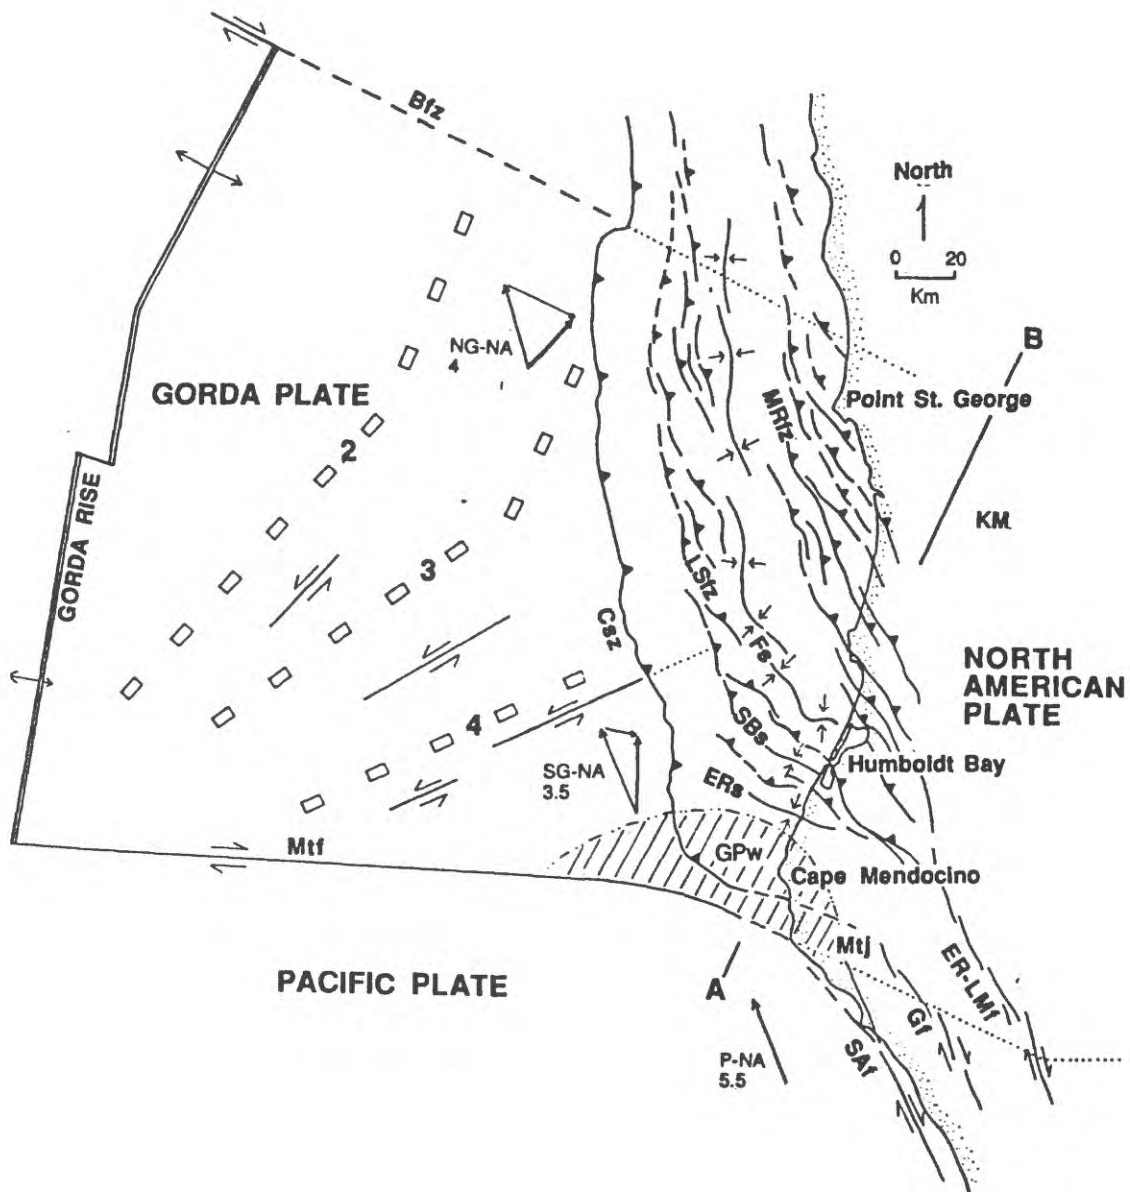 Bfz
North
0 20
Km
B
NG-NA
4
GORDA PLATE
Point St. George
MRfz
2
GORDA RISE
KM
3
LSfz
Csz
Fs
NORTH
AMERICAN
PLATE
4
SBs
Humboldt Bay
SG-NA
3.5
ERs
Mtf
GPw
Cape Mendocino
Mtj
PACIFIC PLATE
A
ER-LMf
Gf
P-NA
5.5
SAf